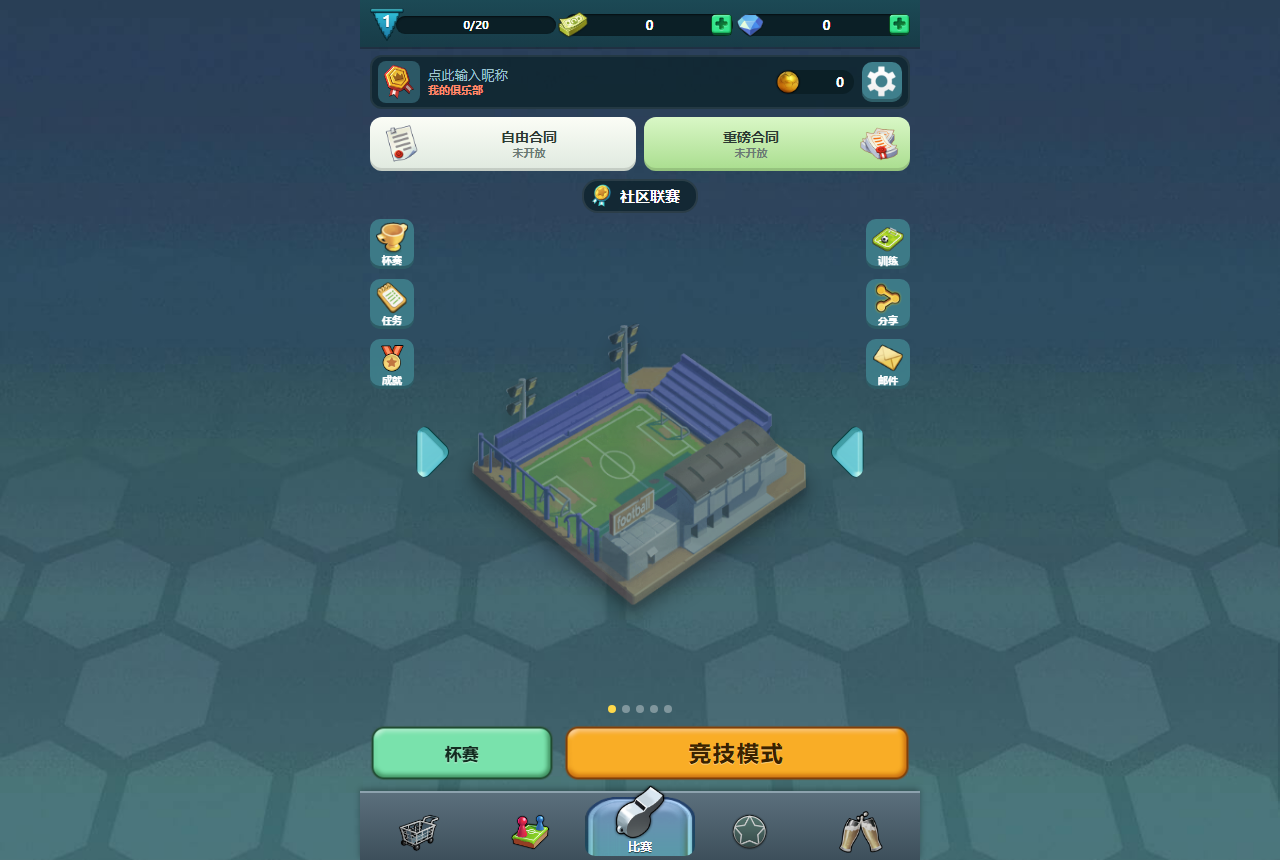 1
0/20
0
0
点此输入昵称
我的俱乐部
0
自由合同
未开放
重磅合同
未开放
社区联赛
杯赛
训练
任务
分享
成就
邮件
football
杯赛
竞技模式
比赛